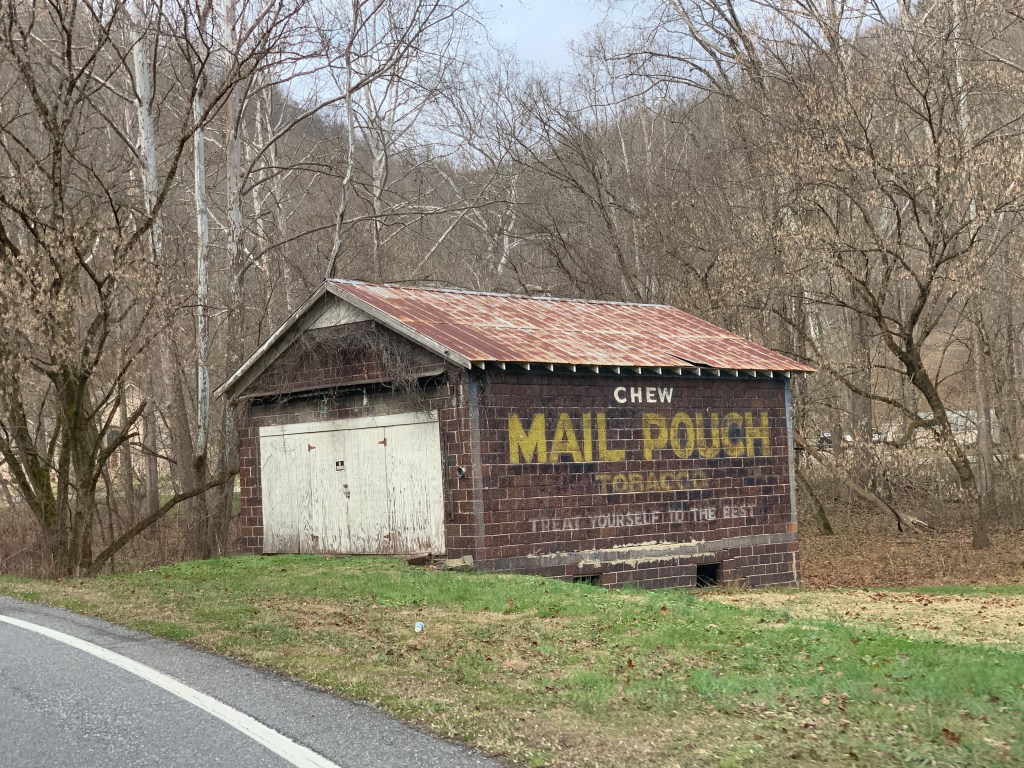 CHEW
MAIL POUCH
TOBACCO
TREAT YOURSELF TO THE BEST